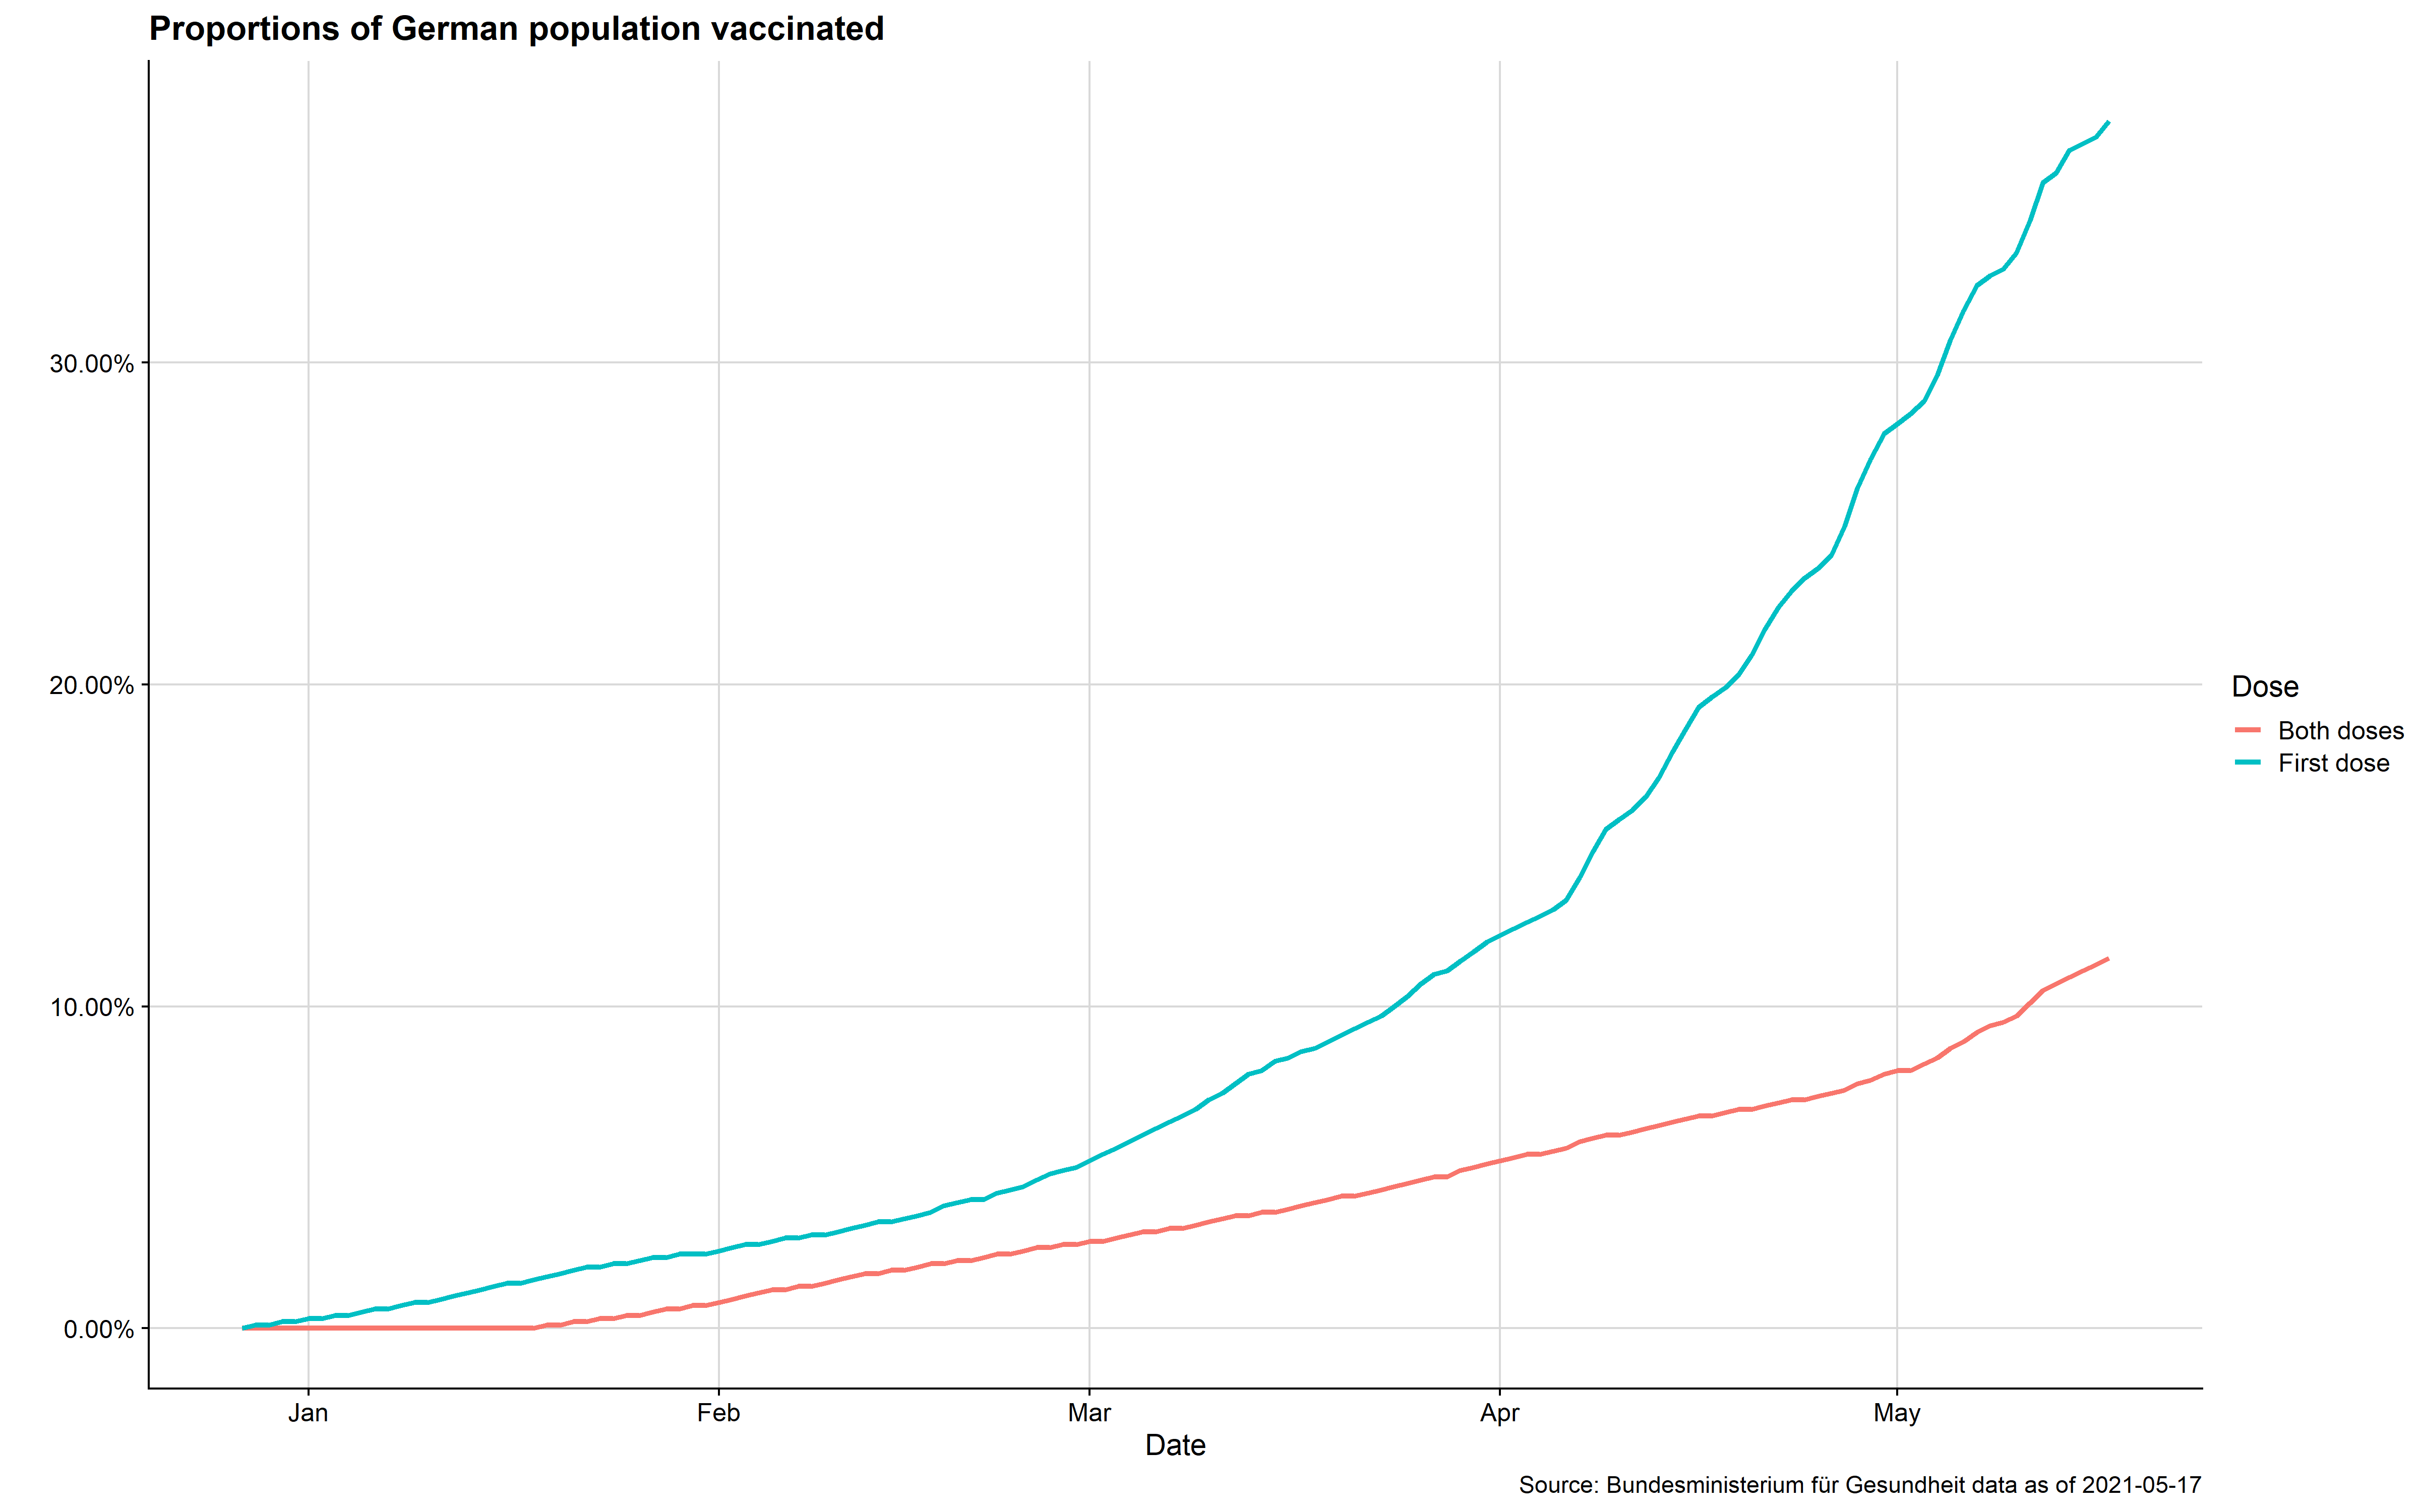 Proportions of German population vaccinated
30.00%
20.00%
10.00%
0.00%
Jan
Feb
Mar
Apr
May
Date
Dose
Both doses
First dose
Source: Bundesministerium für Gesundheit data as of 2021-05-17